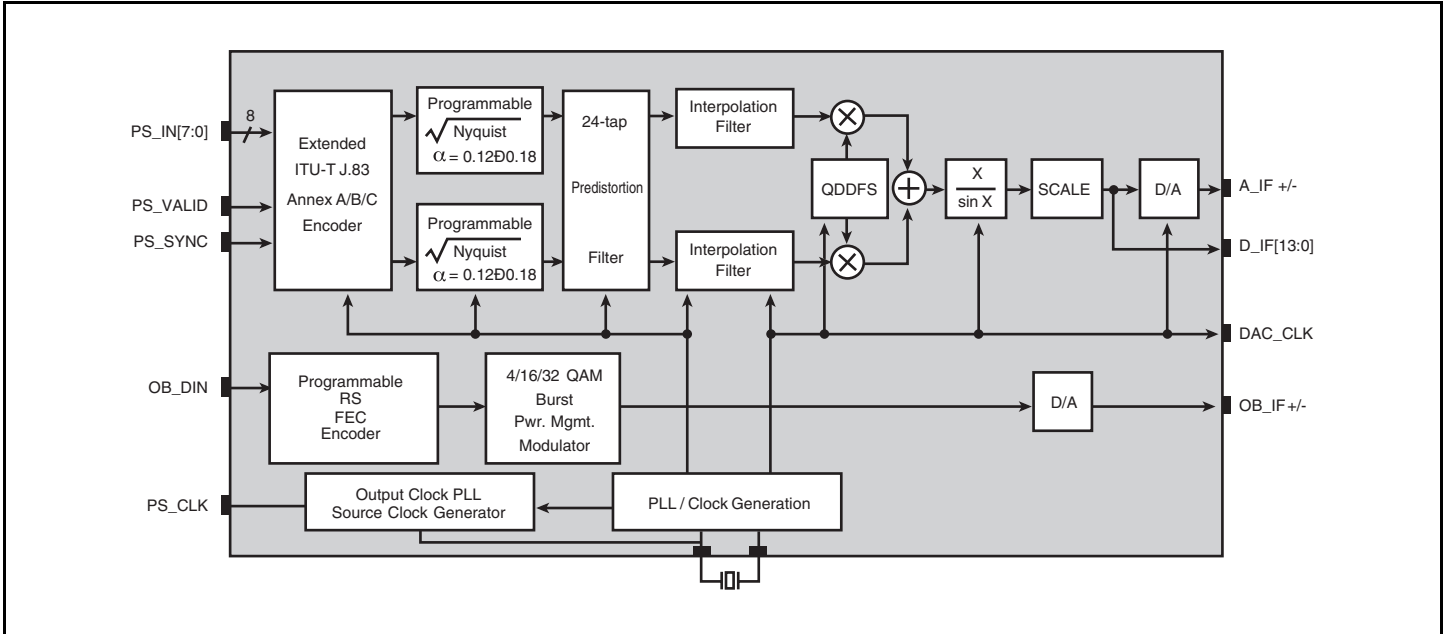 8
PS_IN[7:0]
PS_VALID
PS_SYNC
Extended
ITU-T J.83
Annex A/B/C
Encoder
Programmable
√Nyquist
α = 0.12Ð0.18
Programmable
√Nyquist
α = 0.12Ð0.18
24-tap
Predistortion
Filter
Interpolation
Filter
Interpolation
Filter
QDDFS
X
sin X
SCALE
D/A
A_IF +/-
D_IF[13:0]
DAC_CLK
OB_DIN
Programmable
RS
FEC
Encoder
4/16/32 QAM
Burst
Pwr. Mgmt.
Modulator
D/A
OB_IF+/-
PS_CLK
Output Clock PLL
Source Clock Generator
PLL / Clock Generation